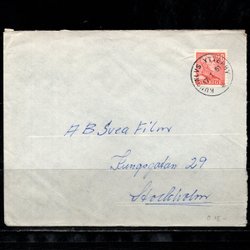 A B Svea Film
Kungsgatan 29
Stockholm